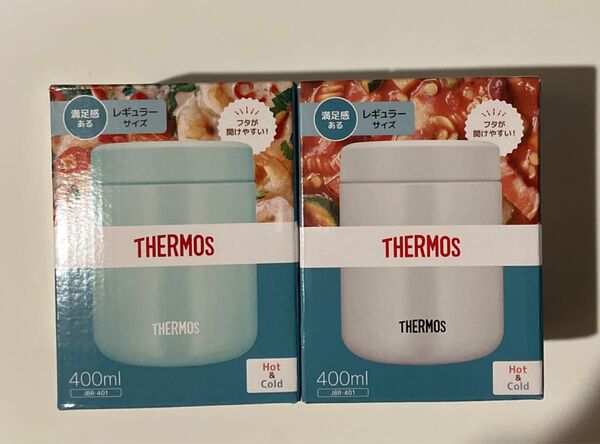 満足感
ある
レギュラー
サイズ
フタが
開けやすい!
THERMOS
THERMOS
400ml
JBR-401
Hot
&
Cold
満足感
ある
レギュラー
サイズ
フタが
開けやすい!
THERMOS
THERMOS
400ml
JBR-401
Hot
&
Cold